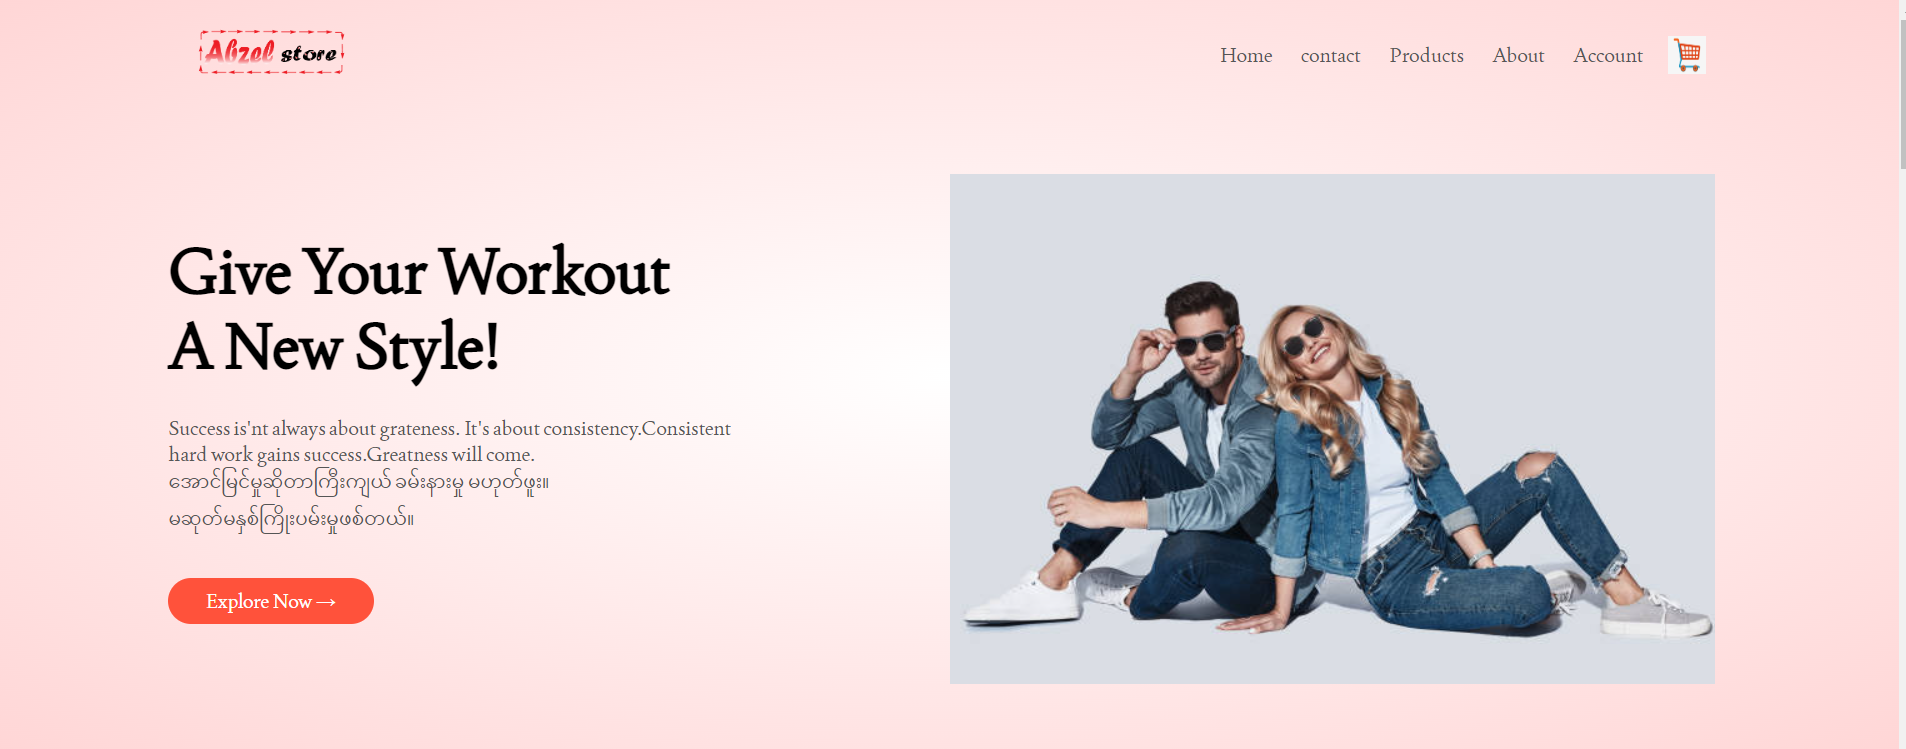 Abzel store
Home contact Products About Account
Give Your Workout
A New Style!
Success is'nt always about grateness. It's about consistency.Consistent
hard work gains success.Greatness will come.
အောင်မြင်မှုဆိုတာကြီးကျယ် ခမ်းနားမှု မဟုတ်ဖူး။
မဆုတ်မနှစ်ကြိုးပမ်းမှုဖစ်တယ်။
Explore Now →